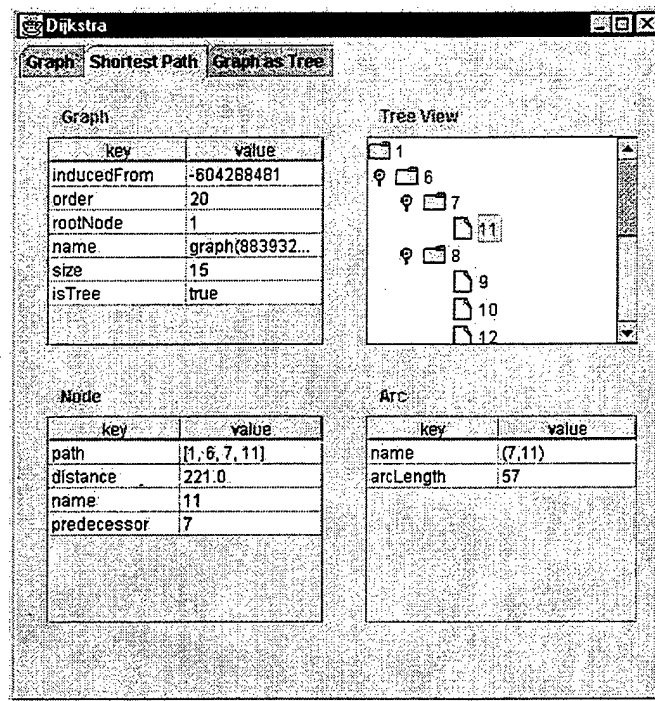 Dijkstra
Graph Shortest Path Graph as Tree
Graph
key value
inducedFrom -604268481
order 20
rootNode 1
name graph(883932...
size 15
isTree true
Tree View
1
6
7
11
8
9
10
12
Node
key value
path [1, 6, 7, 11]
distance 221.0
name 11
predecessor 7
Arc
key value
name (7,11)
arcLength 57